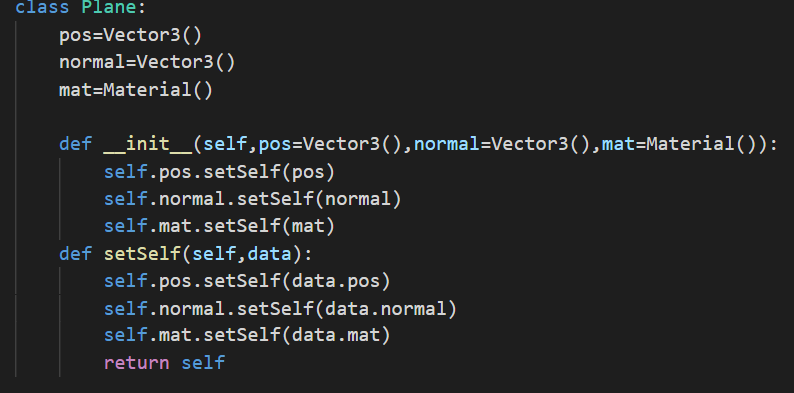 class Plane:
    pos=Vector3()
    normal=Vector3()
    mat=Material()

    def __init__(self,pos=Vector3(),normal=Vector3(),mat=Material()):
        self.pos.setSelf(pos)
        self.normal.setSelf(normal)
        self.mat.setSelf(mat)
    def setSelf(self,data):
        self.pos.setSelf(data.pos)
        self.normal.setSelf(data.normal)
        self.mat.setSelf(data.mat)
        return self